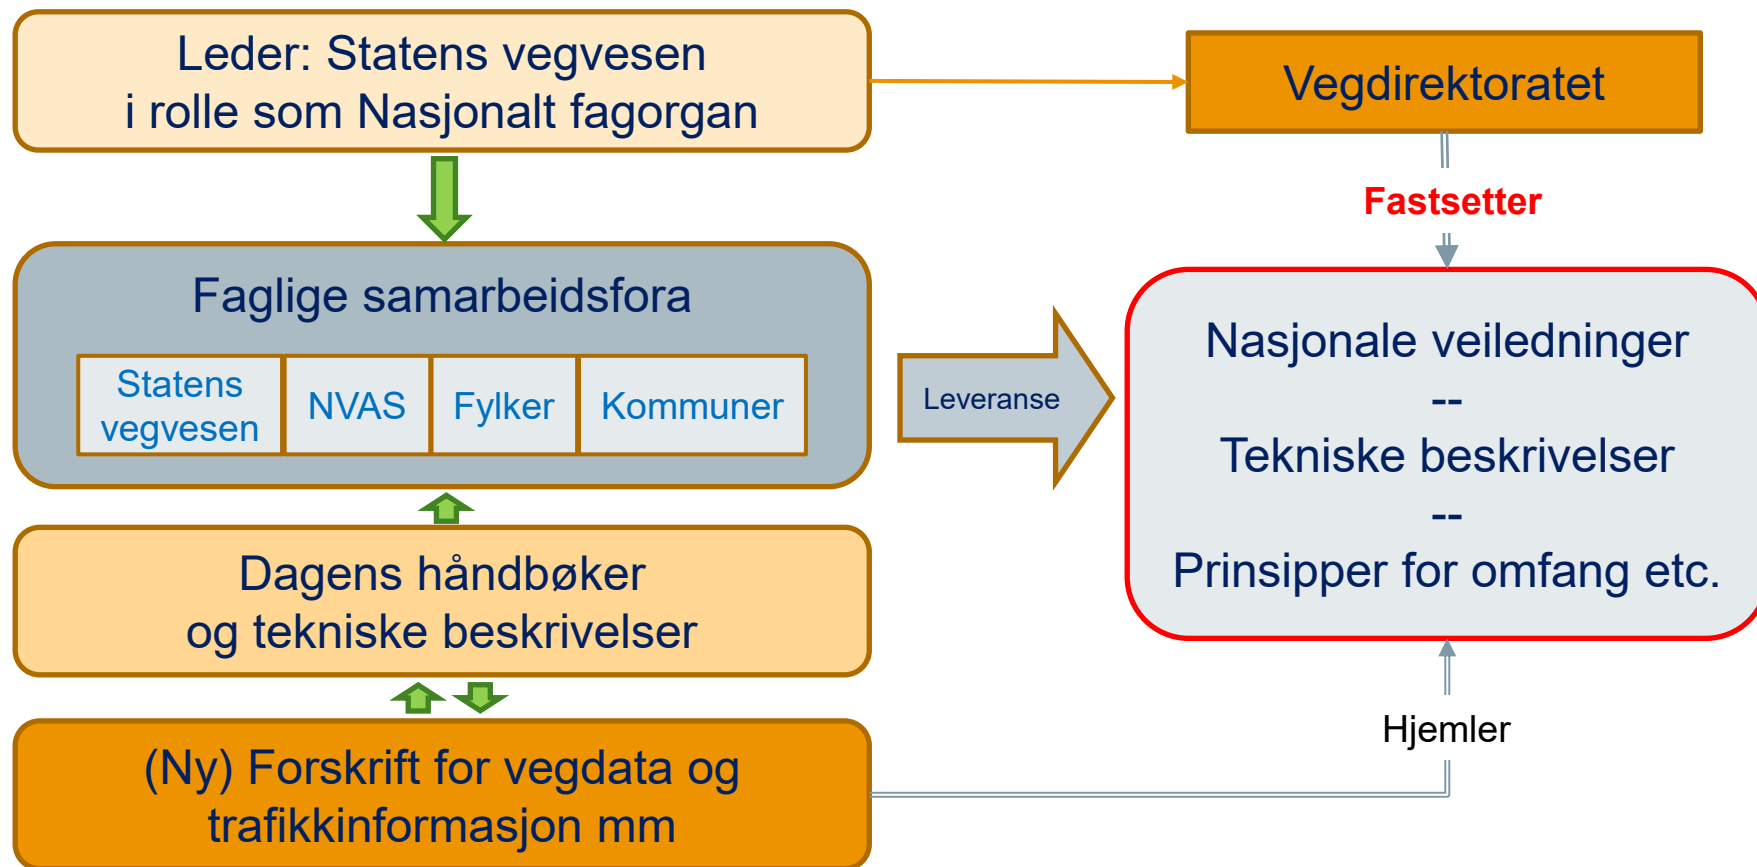 Leder: Statens vegvesen
i rolle som Nasjonalt fagorgan
Vegdirektoratet
Fastsetter
Faglige samarbeidsfora
Statens
vegvesen
NVAS
Fylker
Kommuner
Leveranse
Nasjonale veiledninger
--
Tekniske beskrivelser
--
Prinsipper for omfang etc.
Dagens håndbøker
og tekniske beskrivelser
Hjemler
(Ny) Forskrift for vegdata og
trafikkinformasjon mm